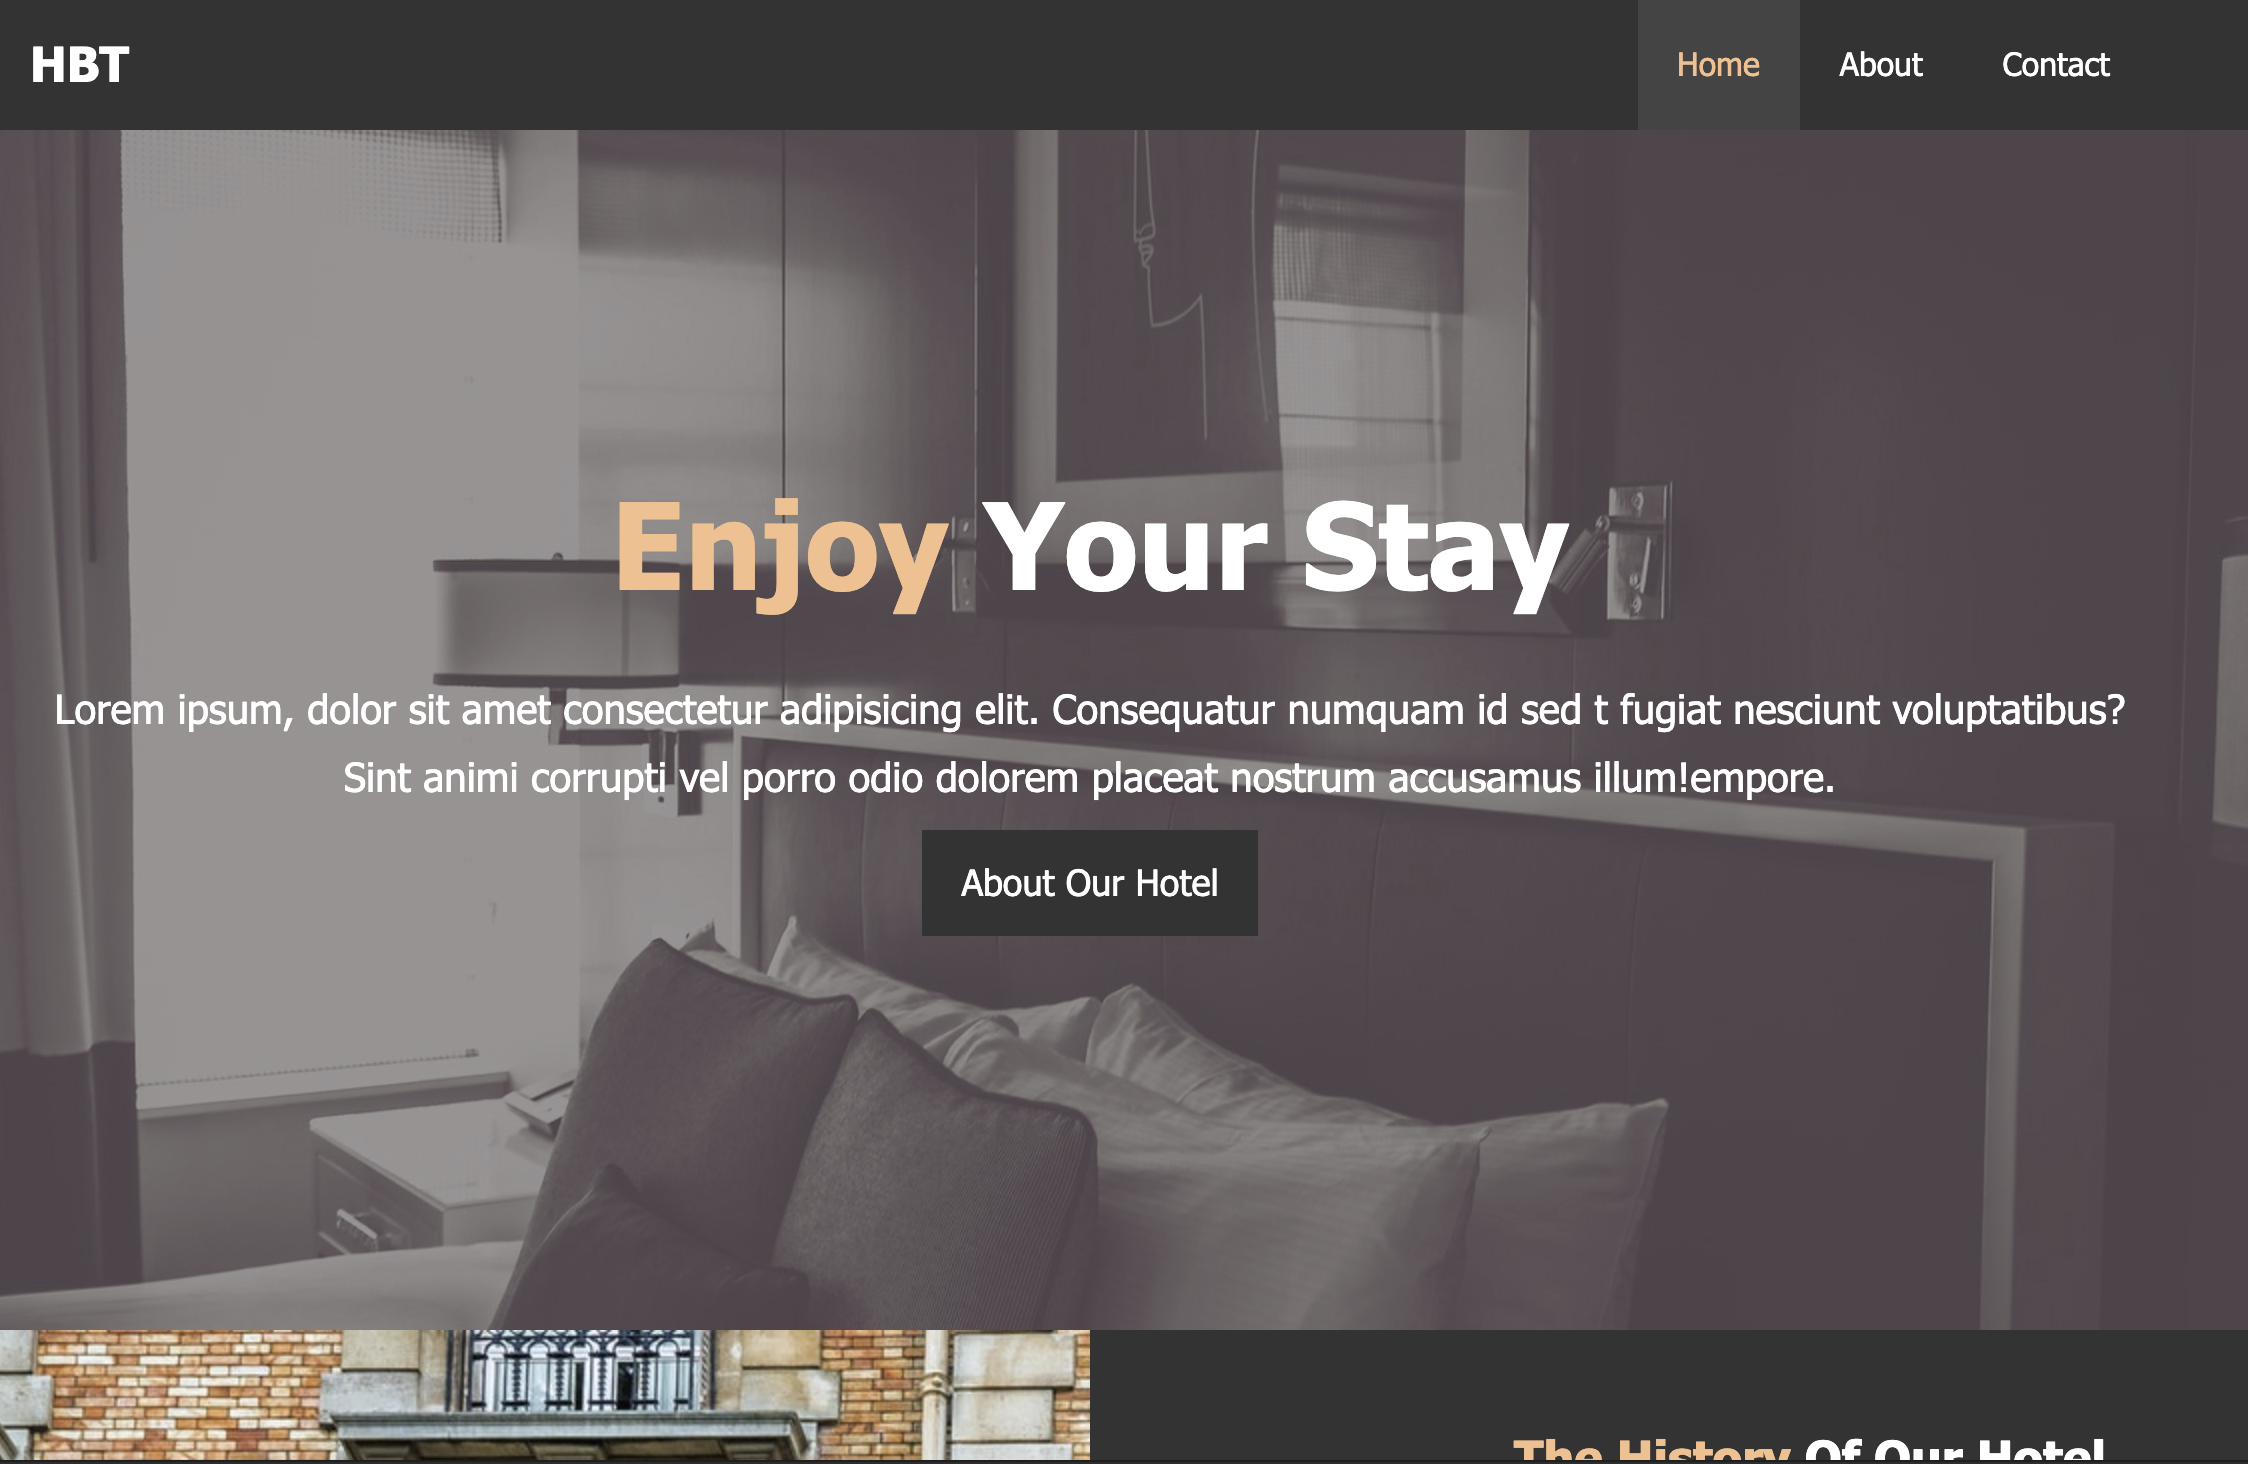 HBT
Home
About
Contact
Enjoy Your Stay
Lorem ipsum, dolor sit amet consectetur adipisicing elit. Consequatur numquam id sed t fugiat nesciunt voluptatibus?
Sint animi corrupti vel porro odio dolorem placeat nostrum accusamus illum!empore.
About Our Hotel
The History Of Our Hotel